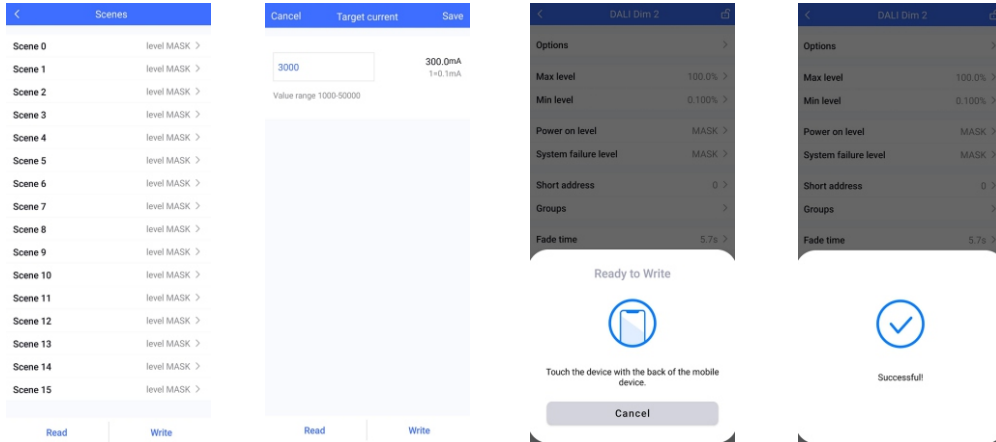 Scenes
Scene 0 level MASK
Scene 1 level MASK
Scene 2 level MASK
Scene 3 level MASK
Scene 4 level MASK
Scene 5 level MASK
Scene 6 level MASK
Scene 7 level MASK
Scene 8 level MASK
Scene 9 level MASK
Scene 10 level MASK
Scene 11 level MASK
Scene 12 level MASK
Scene 13 level MASK
Scene 14 level MASK
Scene 15 level MASK
Read Write
Cancel Target current Save
3000 300.0mA
1=0.1mA
Value range 1000-50000
Read Write
DALI Dim 2
Options
Max level 100.0%
Min level 0.100%
Power on level MASK
System failure level MASK
Short address 0
Groups
Fade time 5.7s
Ready to Write
Touch the device with the back of the mobile
device.
Cancel
DALI Dim 2
Options
Max level 100.0%
Min level 0.100%
Power on level MASK
System failure level MASK
Short address 0
Groups
Fade time 5.7s
Successful!